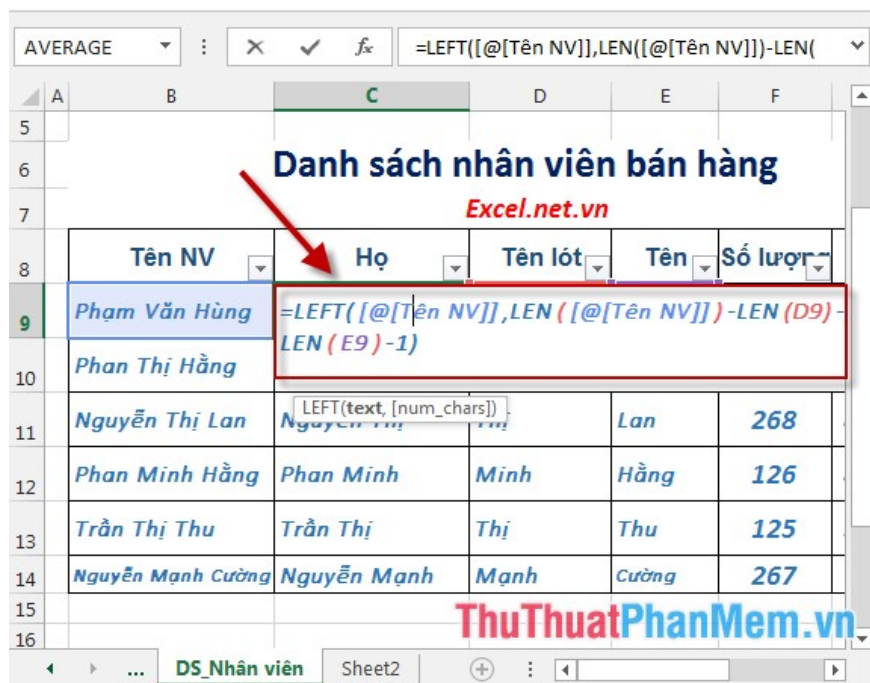 AVERAGE fx =LEFT([@[Tên NV]],LEN([@[Tên NV]])-LEN(
A B C D E F
5
6 Danh sách nhân viên bán hàng
7 Excel.net.vn
8 Tên NV Họ Tên lót Tên Số lượng
9 Phạm Văn Hùng =LEFT([@[Tên NV]],LEN([@[Tên NV]])-LEN(D9)-
LEN(E9)-1)
10 Phan Thị Hằng
LEFT(text, [num_chars])
11 Nguyễn Thị Lan Nguyễn Thị Thị Lan 268
12 Phan Minh Hằng Phan Minh Minh Hằng 126
13 Trần Thị Thu Trần Thị Thị Thu 125
14 Nguyễn Mạnh Cường Nguyễn Mạnh Mạnh Cường 267
15
ThuThuatPhanMem.vn
16
... DS_Nhân viên Sheet2